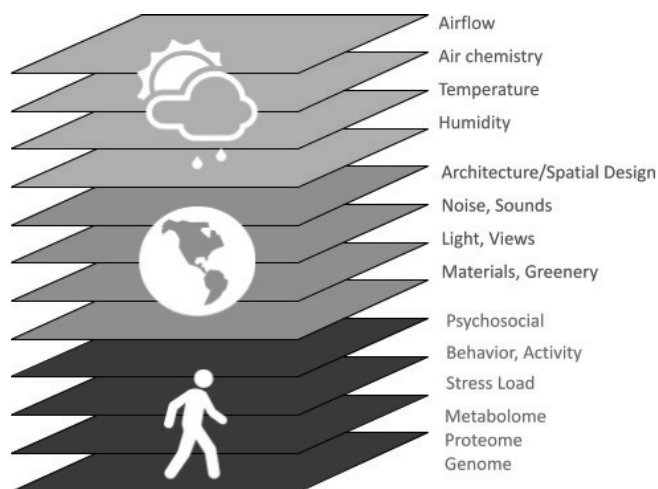 Airflow
Air chemistry
Temperature
Humidity
Architecture/Spatial Design
Noise, Sounds
Light, Views
Materials, Greenery
Psychosocial
Behavior, Activity
Stress Load
Metabolome
Proteome
Genome